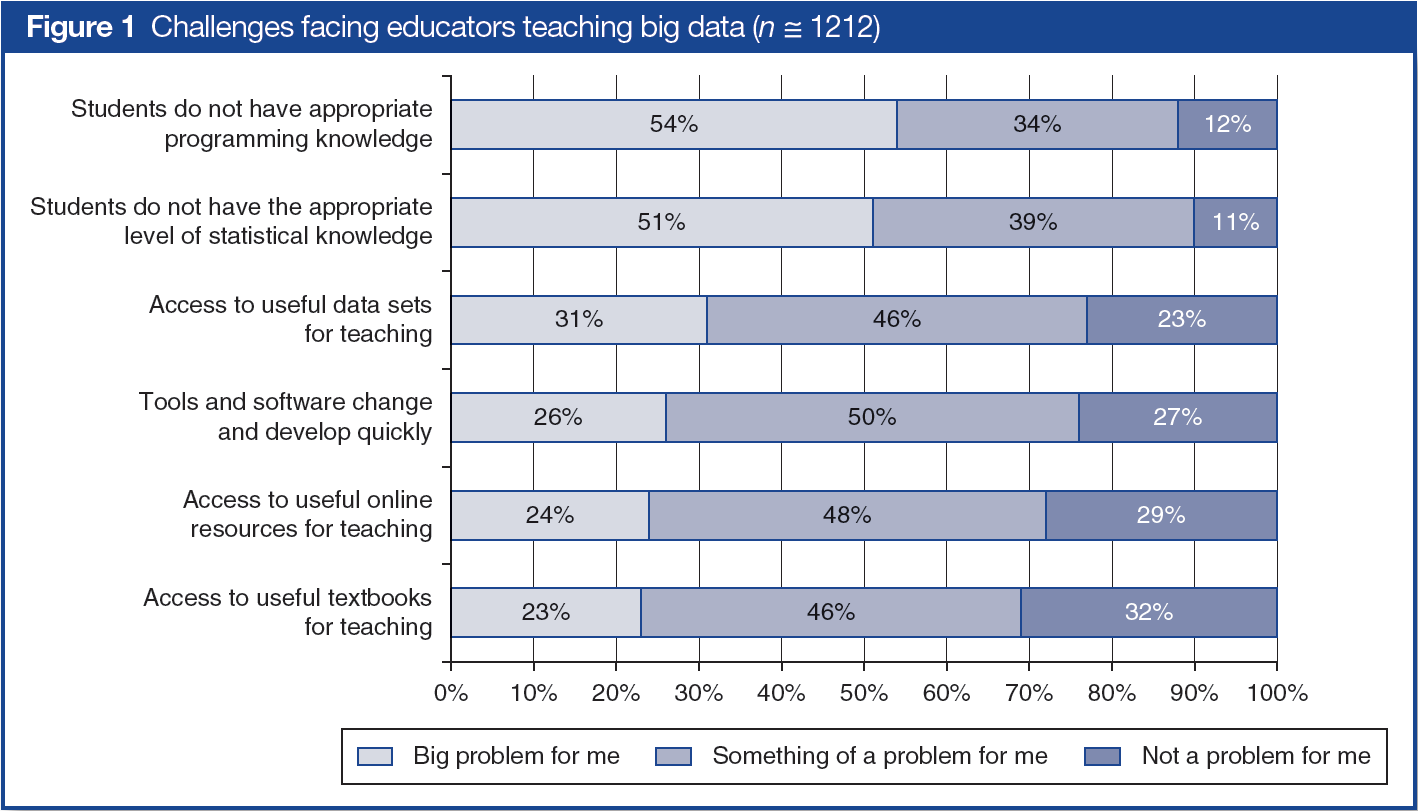 Figure 1 Challenges facing educators teaching big data (n ≅ 1212)
Students do not have appropriate
programming knowledge
54% 34% 12%
Students do not have the appropriate
level of statistical knowledge
51% 39% 11%
Access to useful data sets
for teaching
31% 46% 23%
Tools and software change
and develop quickly
26% 50% 27%
Access to useful online
resources for teaching
24% 48% 29%
Access to useful textbooks
for teaching
23% 46% 32%
0% 10% 20% 30% 40% 50% 60% 70% 80% 90% 100%
Big problem for me Something of a problem for me Not a problem for me